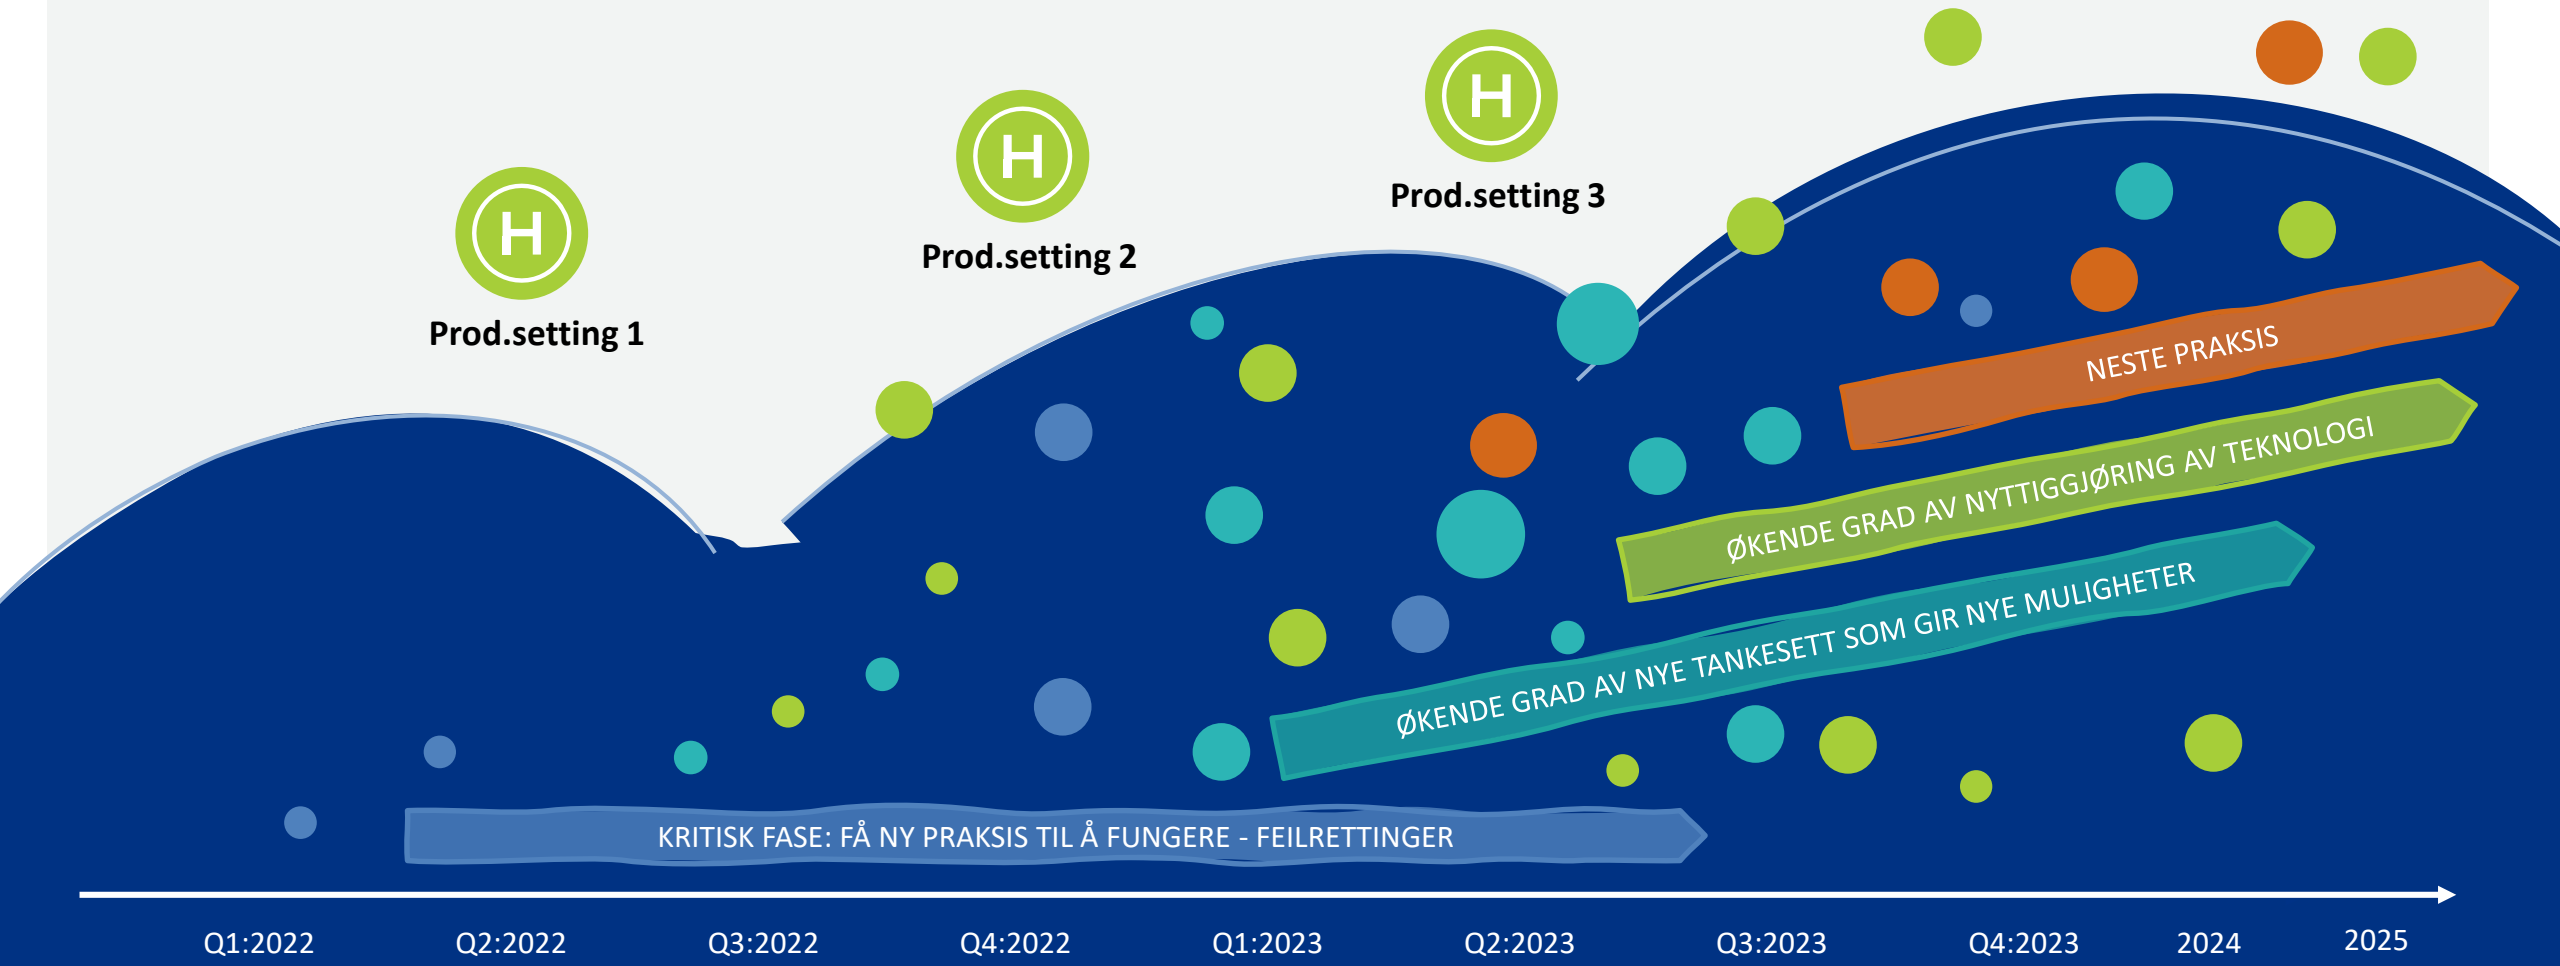 H
Prod.setting 1
H
Prod.setting 2
H
Prod.setting 3
NESTE PRAKSIS
ØKENDE GRAD AV NYTTIGGJØRING AV TEKNOLOGI
ØKENDE GRAD AV NYE TANKESETT SOM GIR NYE MULIGHETER
KRITISK FASE: FÅ NY PRAKSIS TIL Å FUNGERE - FEILRETTINGER
Q1:2022 Q2:2022 Q3:2022 Q4:2022 Q1:2023 Q2:2023 Q3:2023 Q4:2023 2024 2025